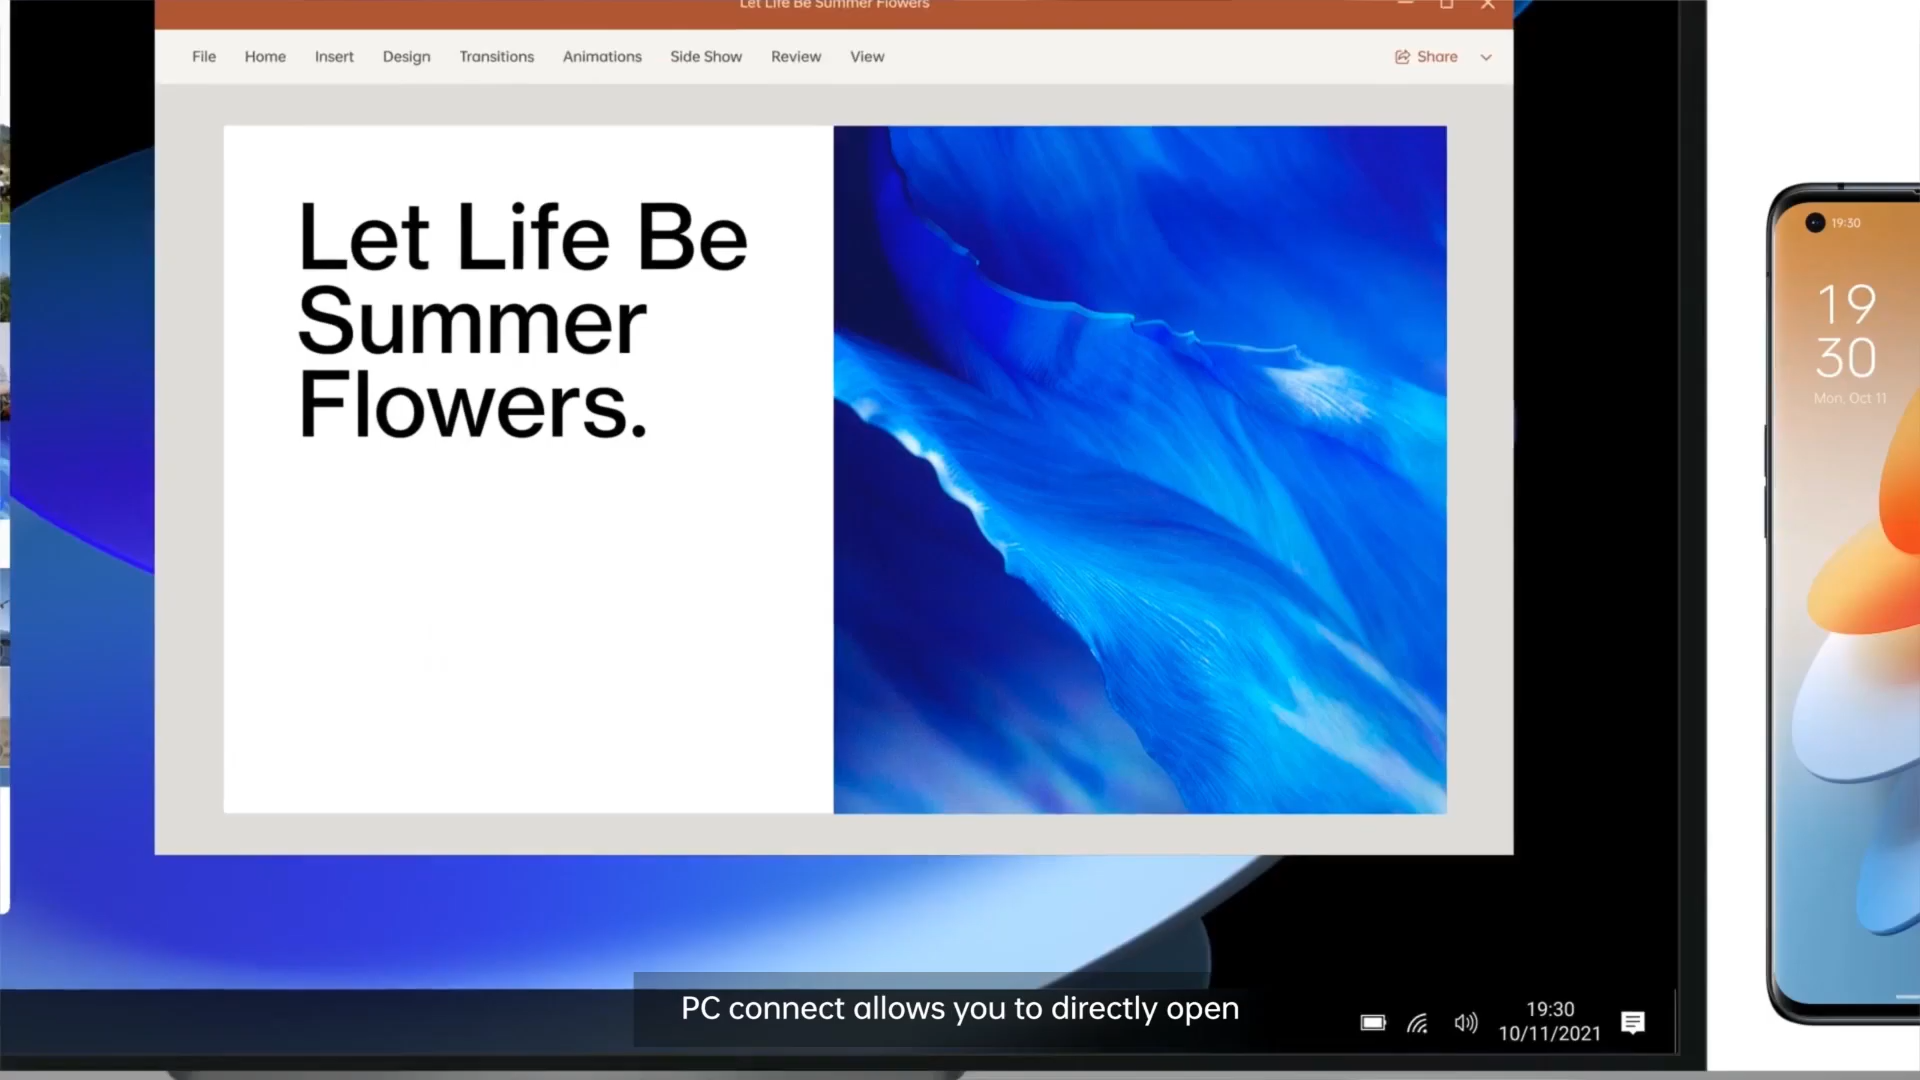 Let Life Be Summer Flowers
File Home Insert Design Transitions Animations Side Show Review View Share
Let Life Be
Summer
Flowers.
19:30
19
30
Mon, Oct 11
PC connect allows you to directly open
19:30
10/11/2021